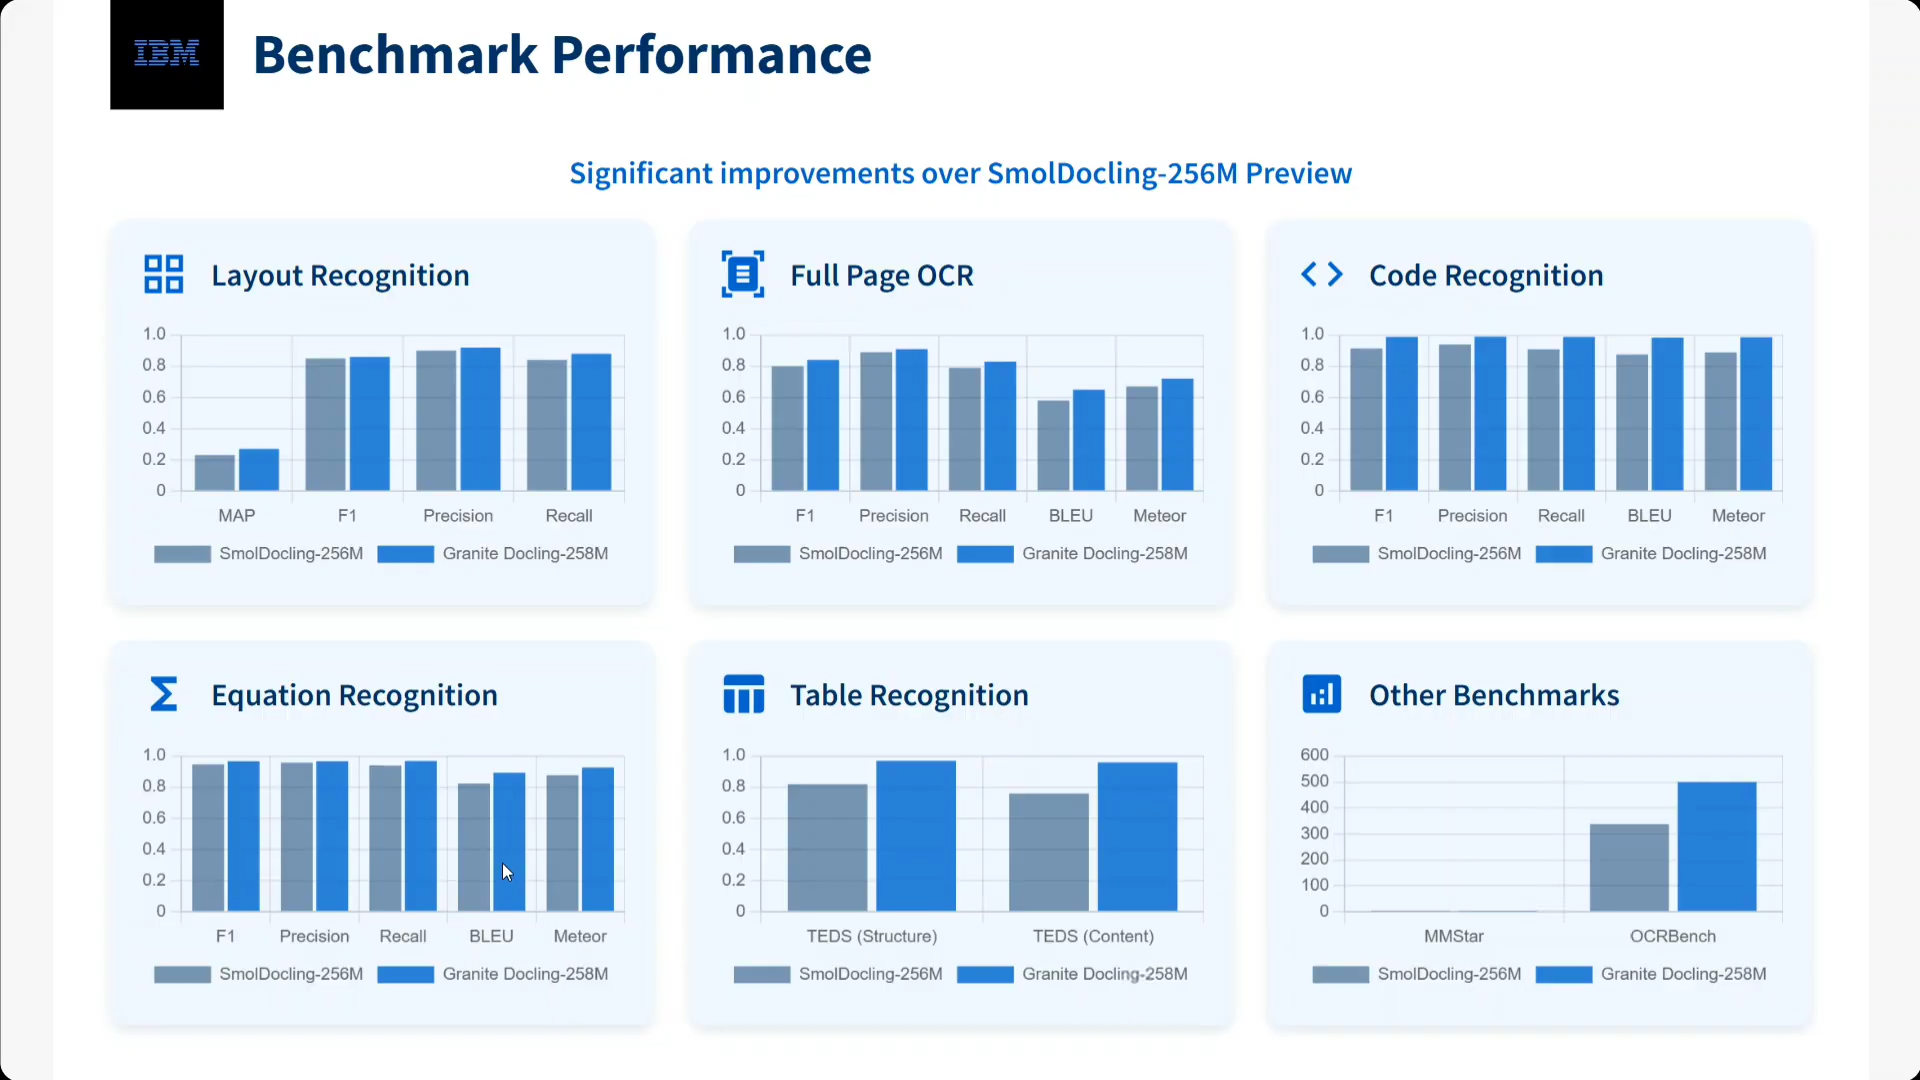 IBM
Benchmark Performance
Significant improvements over SmolDocling-256M Preview
Layout Recognition
1.0
0.8
0.6
0.4
0.2
0
MAP F1 Precision Recall
SmolDocling-256M Granite Docling-258M
Full Page OCR
1.0
0.8
0.6
0.4
0.2
0
F1 Precision Recall BLEU Meteor
SmolDocling-256M Granite Docling-258M
Code Recognition
1.0
0.8
0.6
0.4
0.2
0
F1 Precision Recall BLEU Meteor
SmolDocling-256M Granite Docling-258M
Equation Recognition
1.0
0.8
0.6
0.4
0.2
0
F1 Precision Recall BLEU Meteor
SmolDocling-256M Granite Docling-258M
Table Recognition
1.0
0.8
0.6
0.4
0.2
0
TEDS (Structure) TEDS (Content)
SmolDocling-256M Granite Docling-258M
Other Benchmarks
600
500
400
300
200
100
0
MMStar OCRBench
SmolDocling-256M Granite Docling-258M